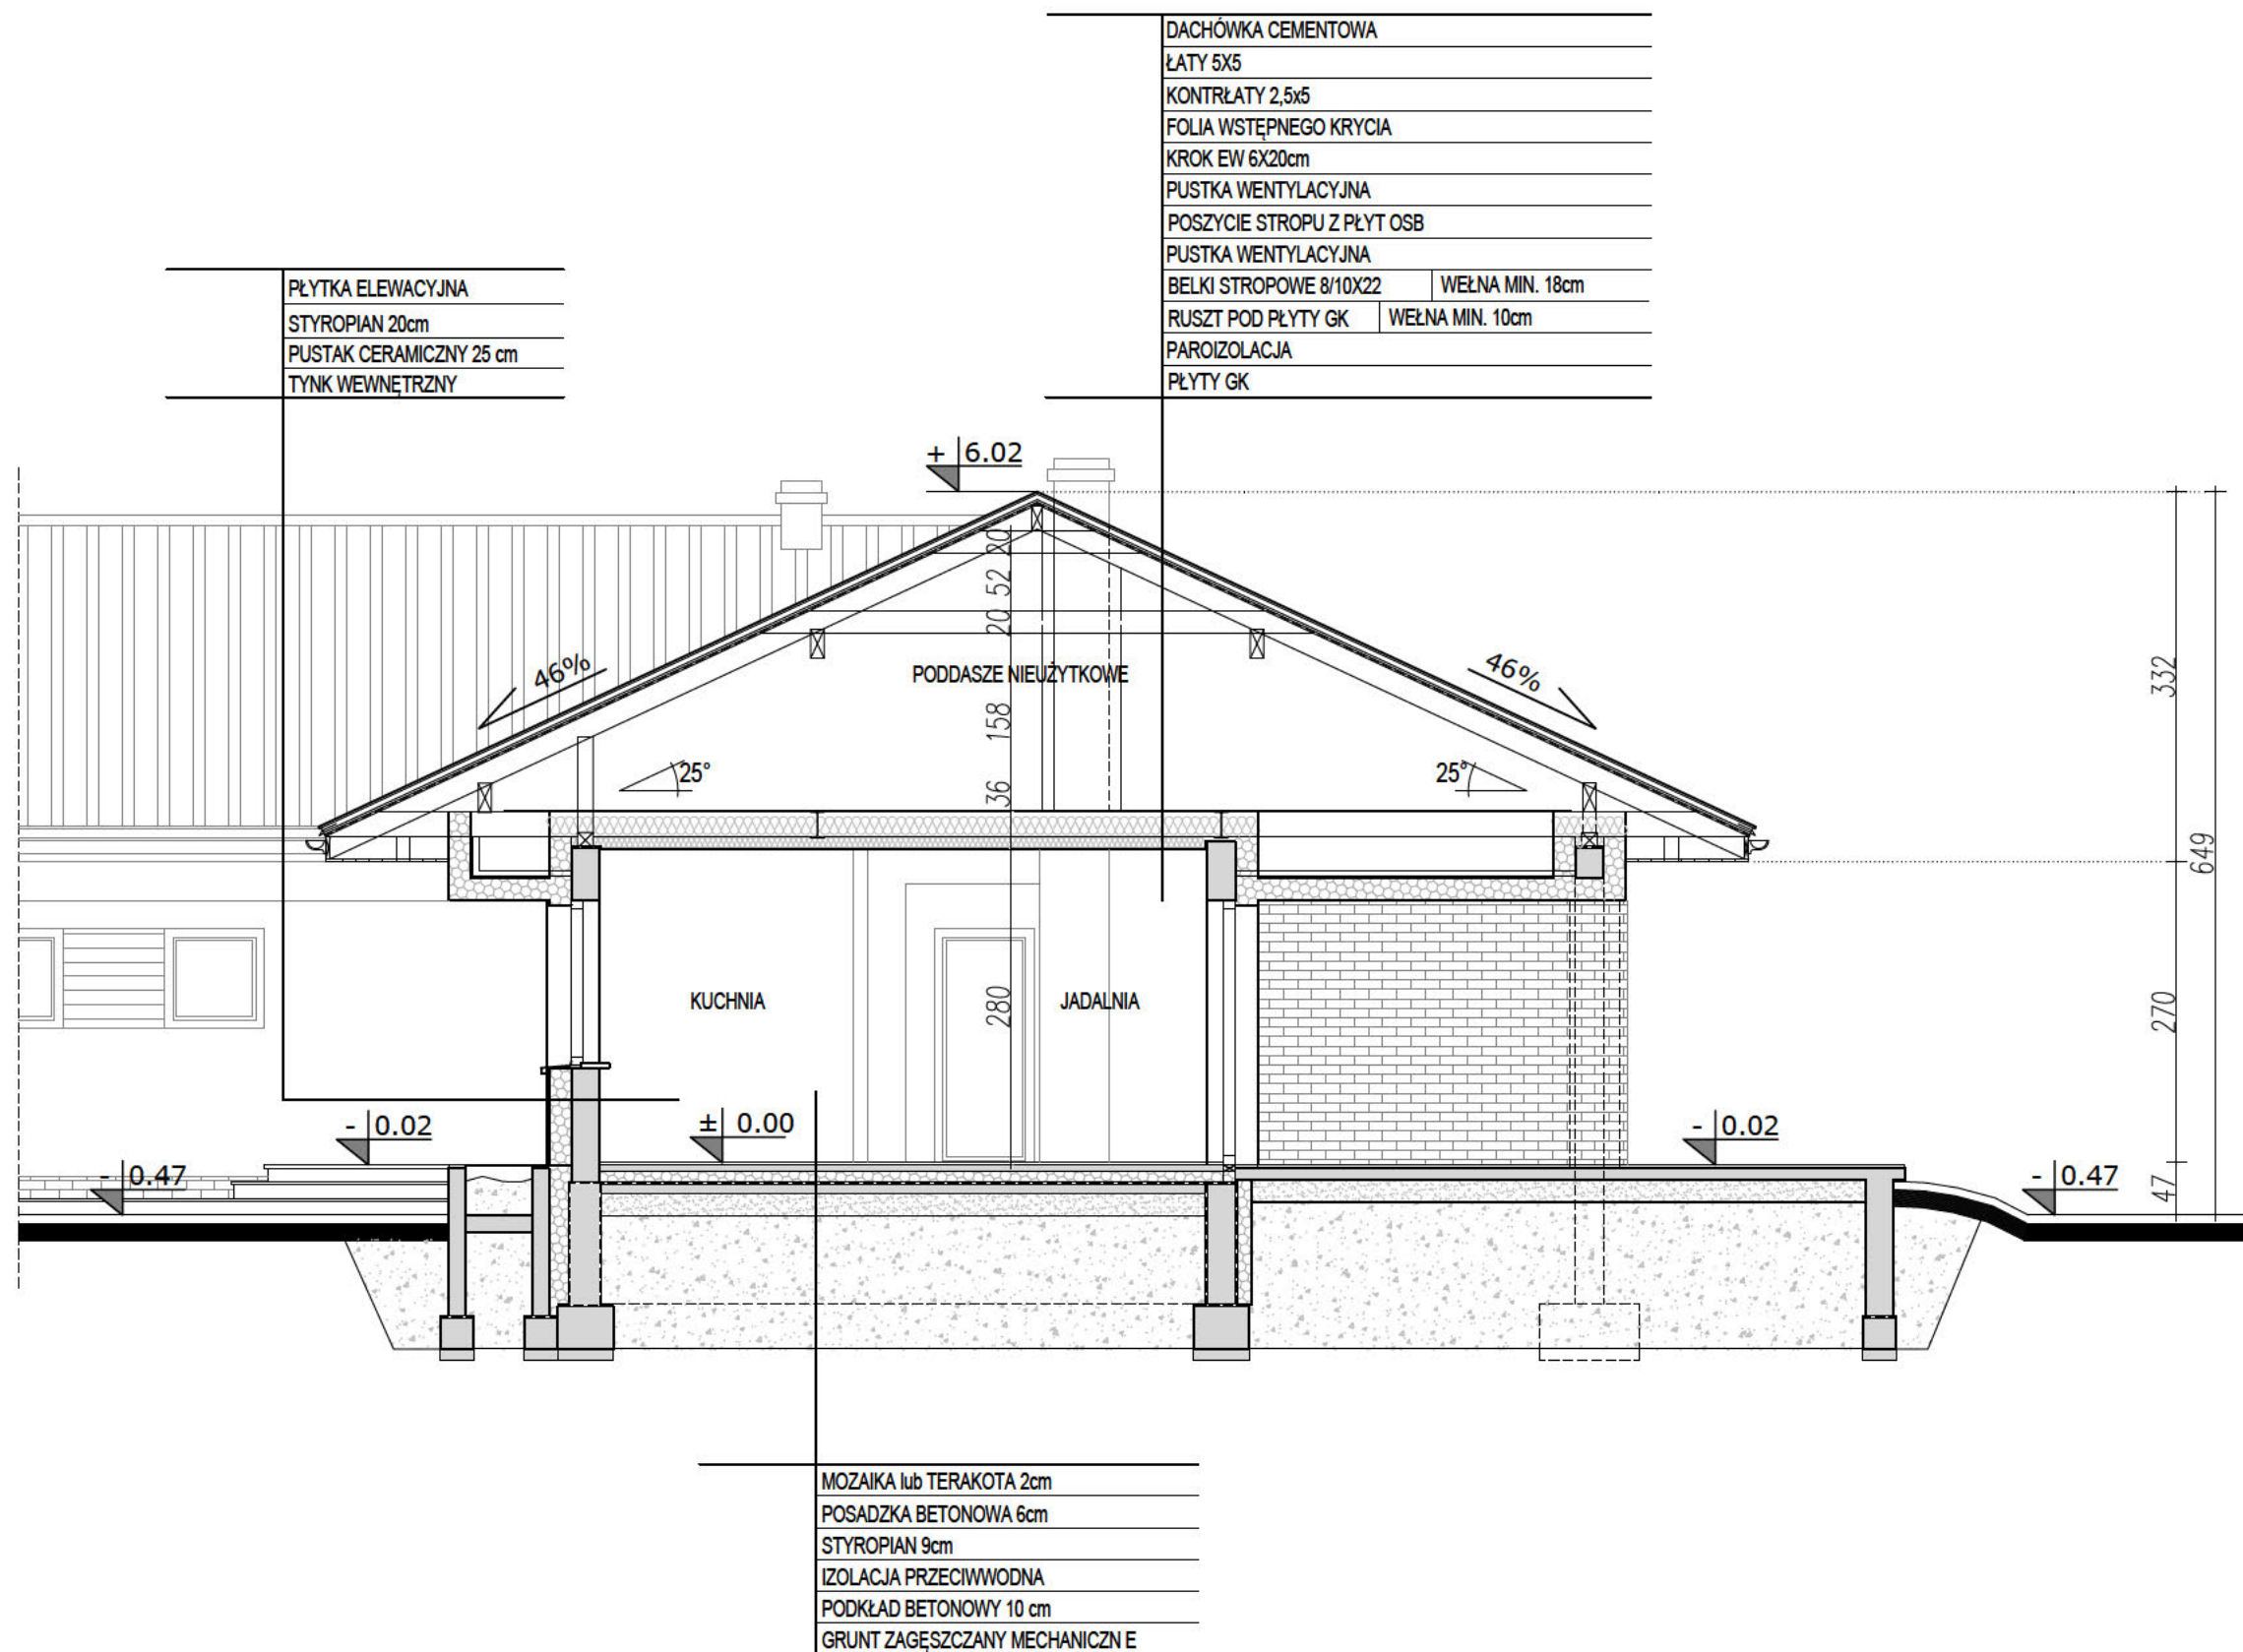 DACHÓWKA CEMENTOWA
ŁATY 5X5
KONTRŁATY 2,5x5
FOLIA WSTĘPNEGO KRYCIA
KROK EW 6X20cm
PUSTKA WENTYLACYJNA
POSZYCIE STROPU Z PŁYT OSB
PUSTKA WENTYLACYJNA
BELKI STROPOWE 8/10X22 WEŁNA MIN. 18cm
RUSZT POD PŁYTY GK WEŁNA MIN. 10cm
PAROIZOLACJA
PŁYTY GK
PŁYTKA ELEWACYJNA
STYROPIAN 20cm
PUSTAK CERAMICZNY 25 cm
TYNK WEWNĘTRZNY
+ 6.02
20
52
20
46%
PODDASZE NIEUŻYTKOWE
46%
332
158
25°
25°
36
649
KUCHNIA
280
JADALNIA
270
- 0.02
± 0.00
- 0.02
- 0.47
- 0.47
47
MOZAIKA lub TERAKOTA 2cm
POSADZKA BETONOWA 6cm
STYROPIAN 9cm
IZOLACJA PRZECIWWODNA
PODKŁAD BETONOWY 10 cm
GRUNT ZAGĘSZCZANY MECHANICZN E